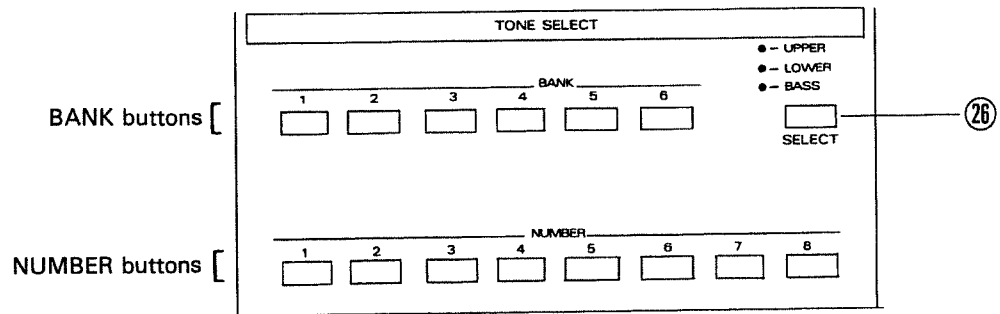 TONE SELECT
– UPPER
– LOWER
– BASS
BANK
1 2 3 4 5 6
BANK buttons [
SELECT
㉖
NUMBER
1 2 3 4 5 6 7 8
NUMBER buttons [